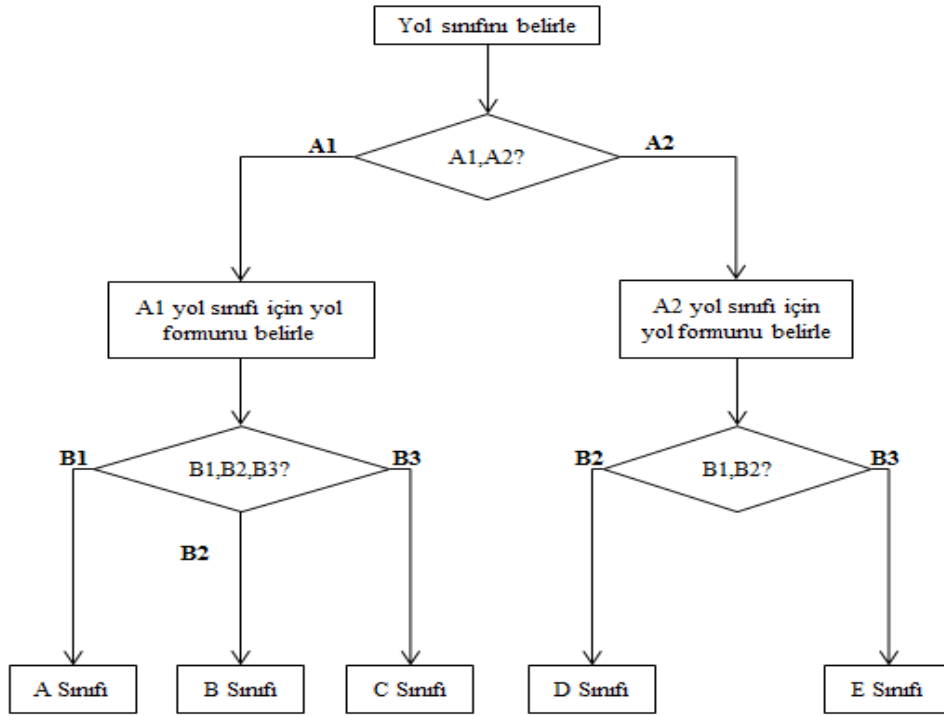 Yol sınıfını belirle
A1
A1,A2?
A2
A1 yol sınıfı için yol
formunu belirle
A2 yol sınıfı için
yol formunu belirle
B1
B1,B2,B3?
B3
B2
B2
B1,B2?
B3
A Sınıfı
B Sınıfı
C Sınıfı
D Sınıfı
E Sınıfı